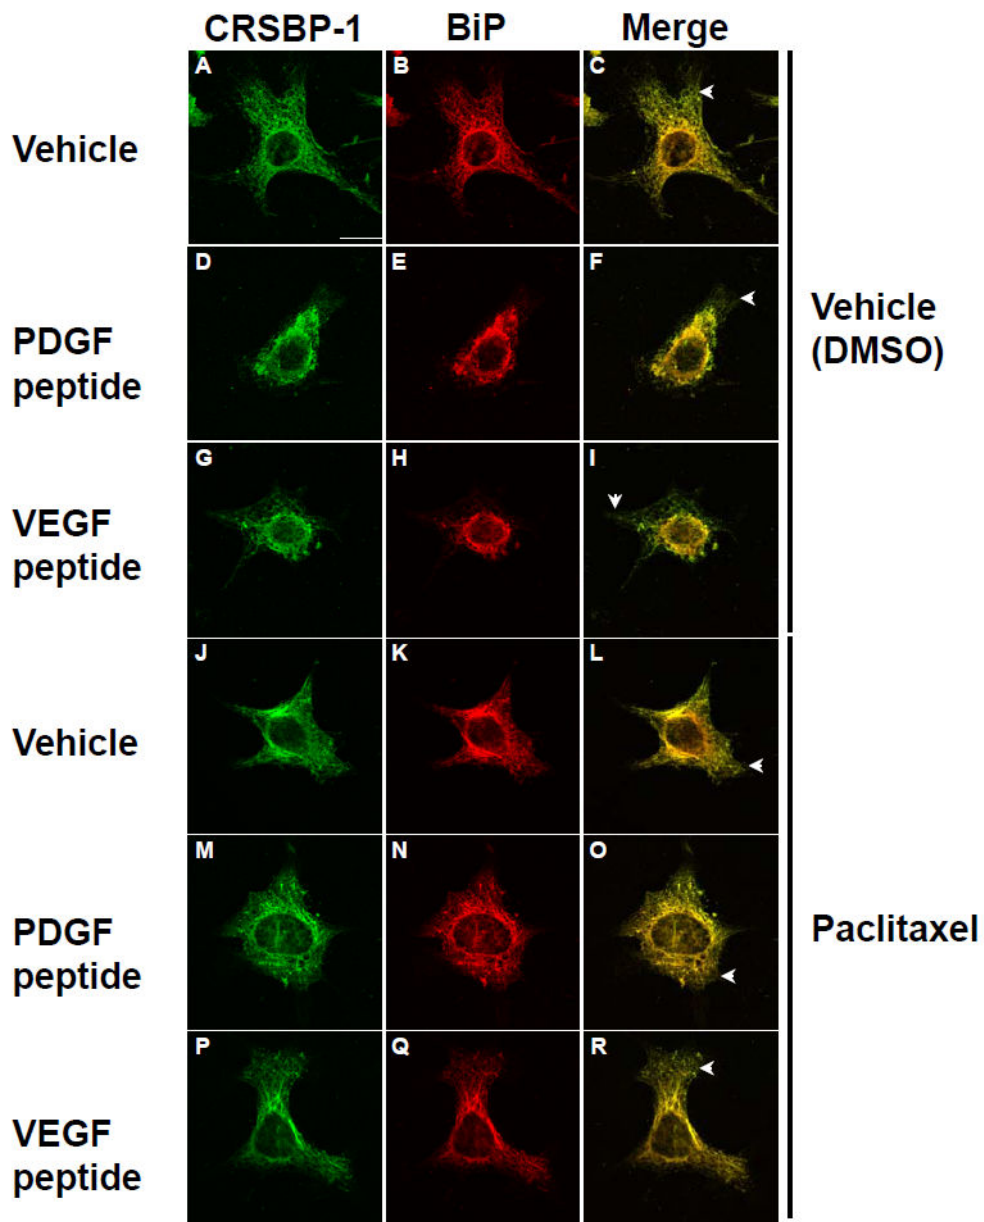 CRSBP-1 BiP Merge
A B C
Vehicle
D E F
PDGF
peptide
Vehicle
(DMSO)
G H I
VEGF
peptide
J K L
Vehicle
M N O
PDGF
peptide
Paclitaxel
P Q R
VEGF
peptide